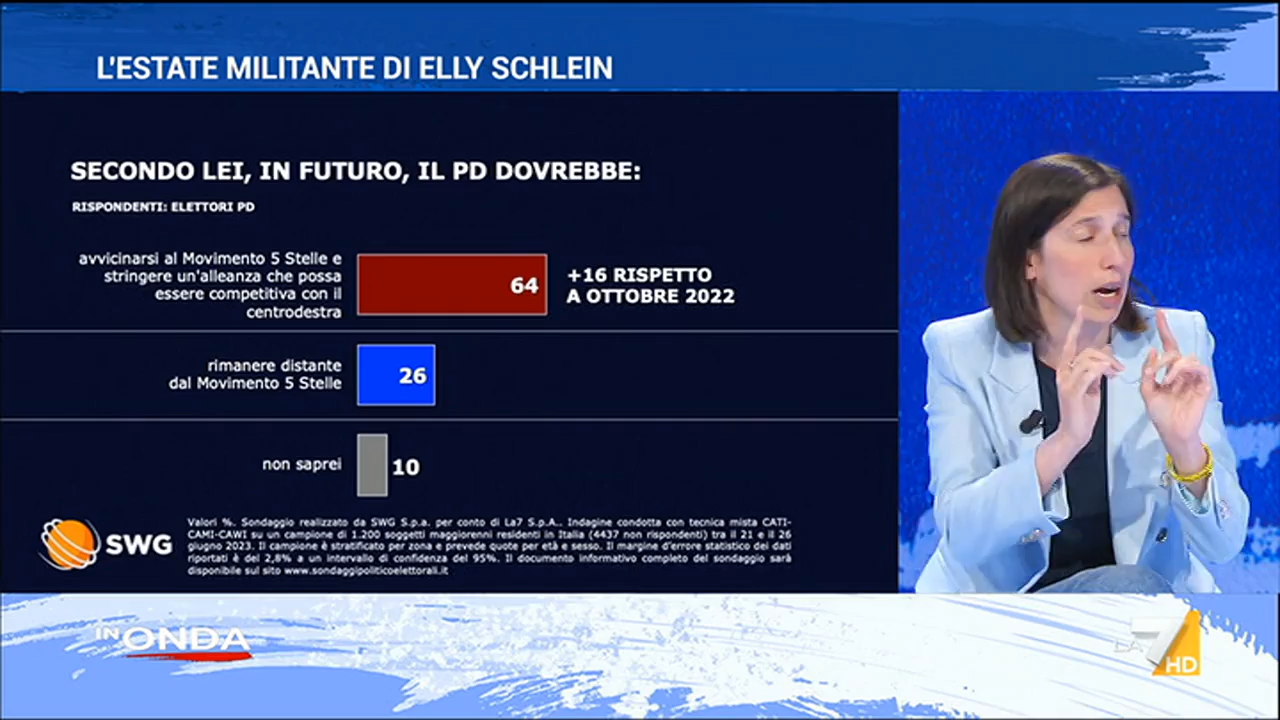 L'ESTATE MILITANTE DI ELLY SCHLEIN
SECONDO LEI, IN FUTURO, IL PD DOVREBBE:
RISPONDENTI: ELETTORI PD
avvicinarsi al Movimento 5 Stelle e
stringere un'alleanza che possa
essere competitiva con il
centrodestra
64
+16 RISPETTO
A OTTOBRE 2022
rimanere distante
dal Movimento 5 Stelle
26
non saprei
10
SWG
Valori %. Sondaggio realizzato da SWG S.p.a. per conto di La7 S.p.A.. Indagine condotta con tecnica mista CATI-
CAMI-CAWI su un campione di 1.200 soggetti maggiorenni residenti in Italia (4437 non rispondenti) tra il 21 e il 26
giugno 2023. Il campione è stratificato per zona e prevede quote per età e sesso. Il margine d'errore statistico dei dati
riportati è del 2,8% a un intervallo di confidenza del 95%. Il documento informativo completo del sondaggio sarà
disponibile sul sito www.sondaggipoliticoelettorali.it
IN ONDA
LA 7 HD